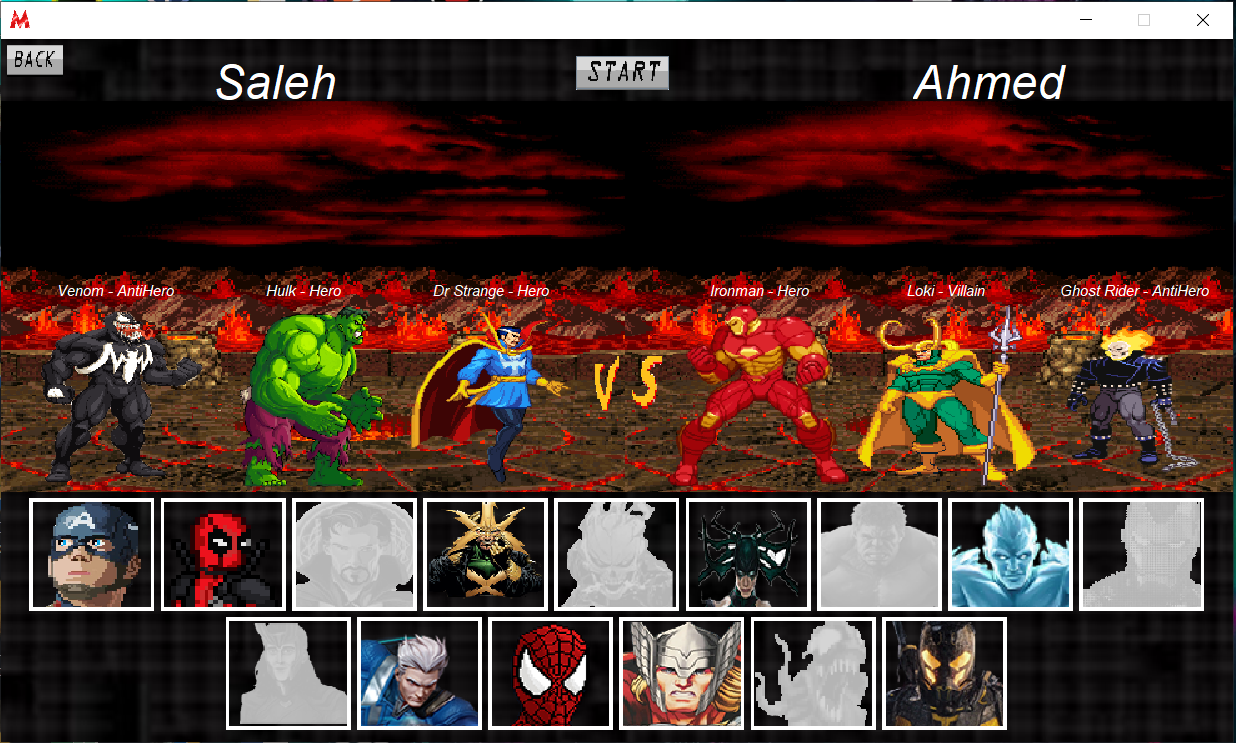 BACK
Saleh
START
Ahmed
Venom - AntiHero
Hulk - Hero
Dr Strange - Hero
Ironman - Hero
Loki - Villain
Ghost Rider - AntiHero
VS